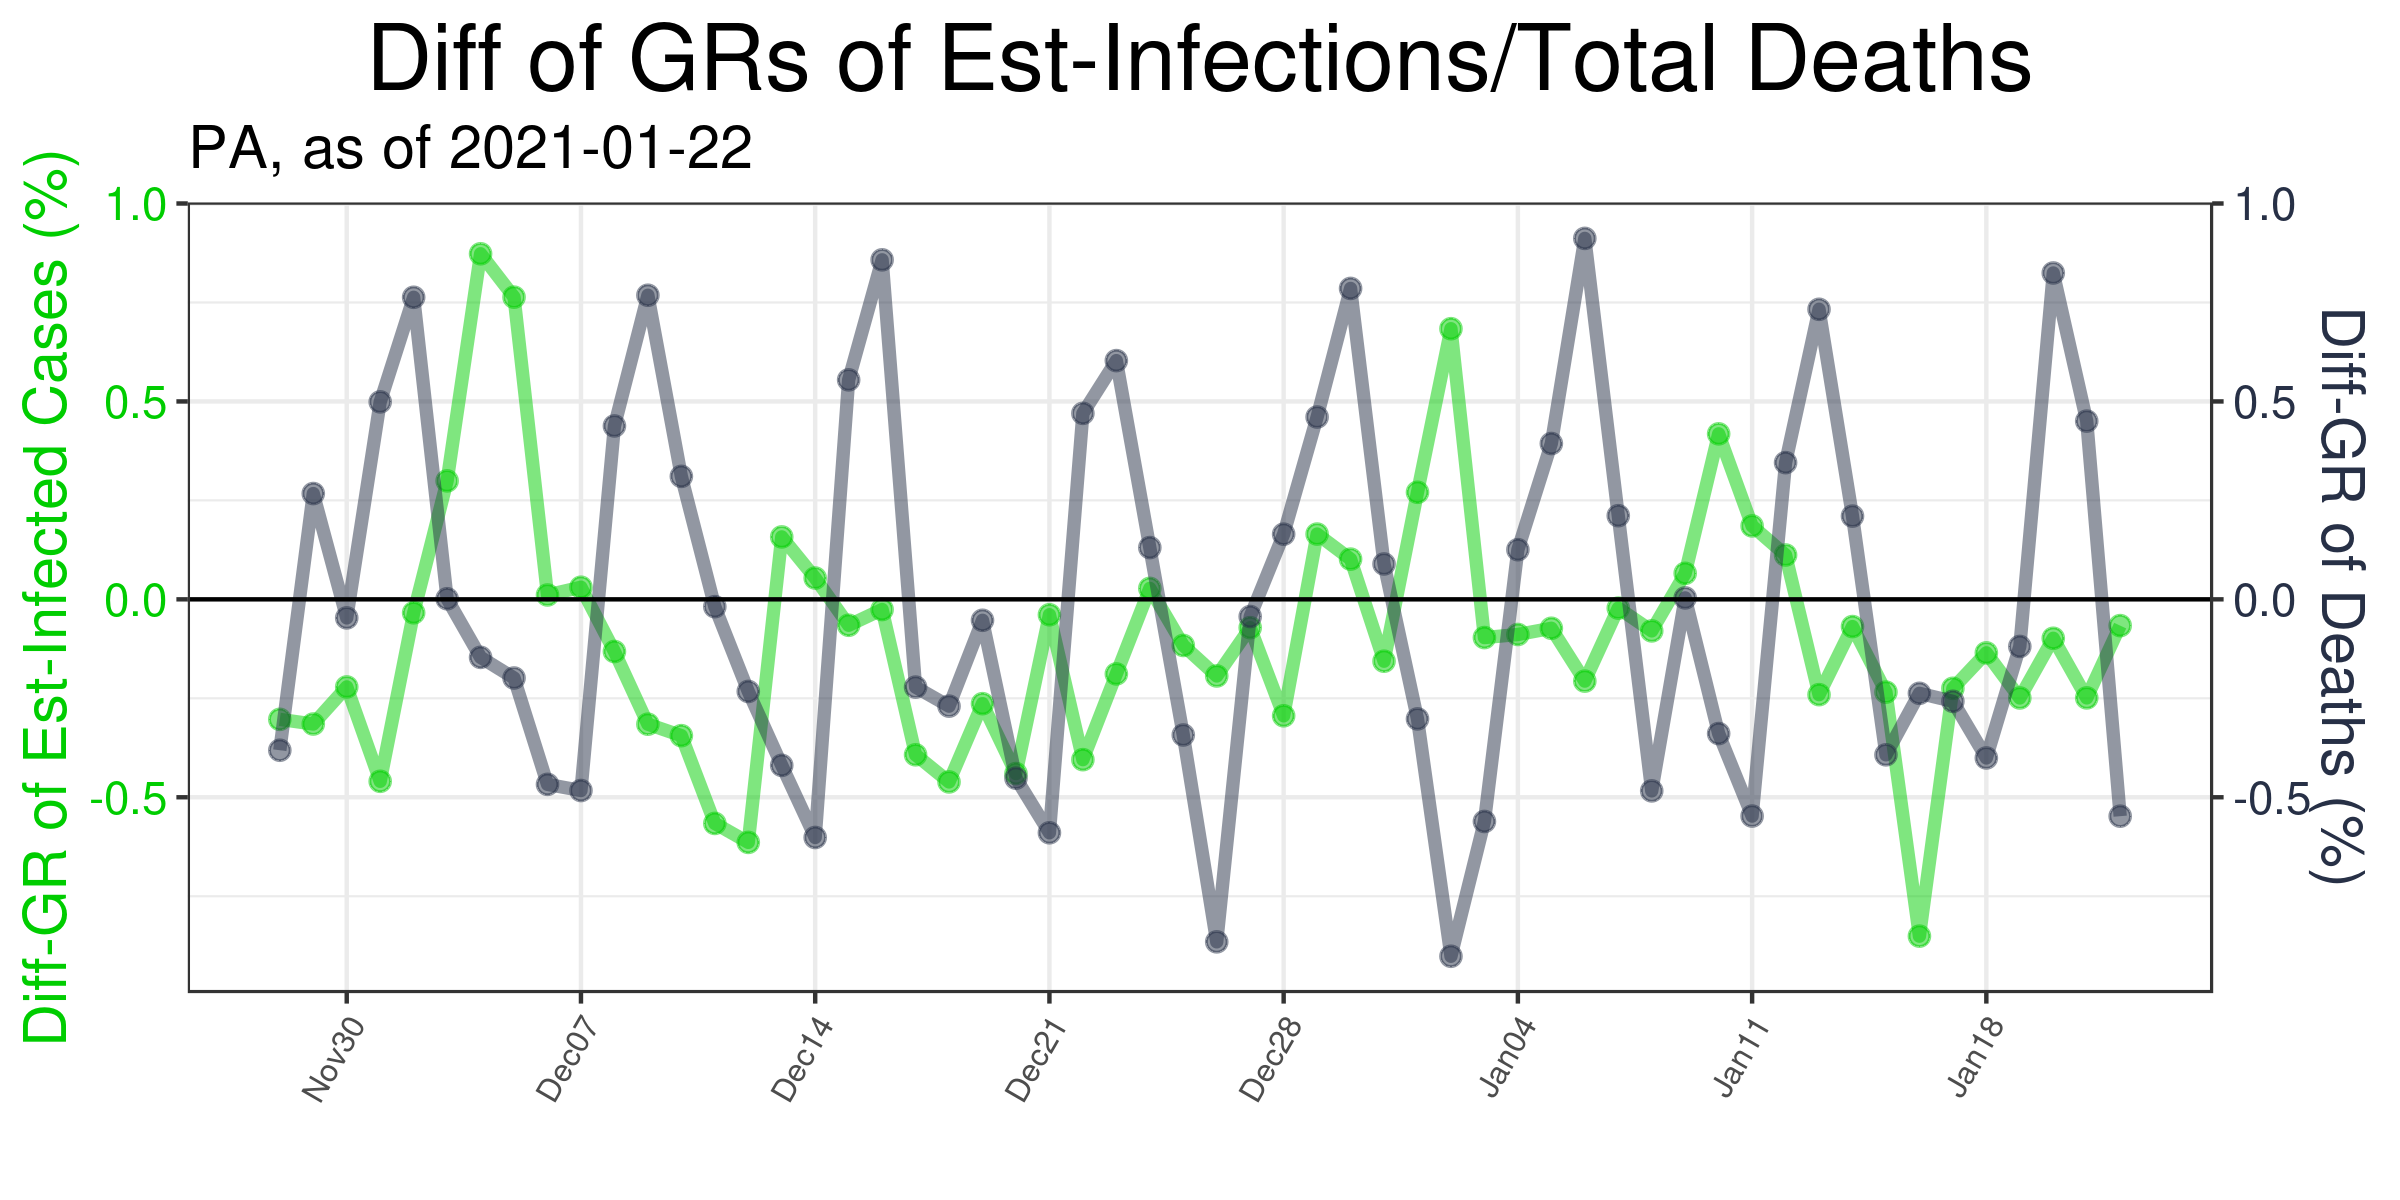 Diff of GRs of Est-Infections/Total Deaths
PA, as of 2021-01-22
Diff-GR of Est-Infected Cases (%)
1.0
0.5
0.0
-0.5
1.0
0.5
0.0
-0.5
Diff-GR of Deaths (%)
Nov30
Dec07
Dec14
Dec21
Dec28
Jan04
Jan11
Jan18